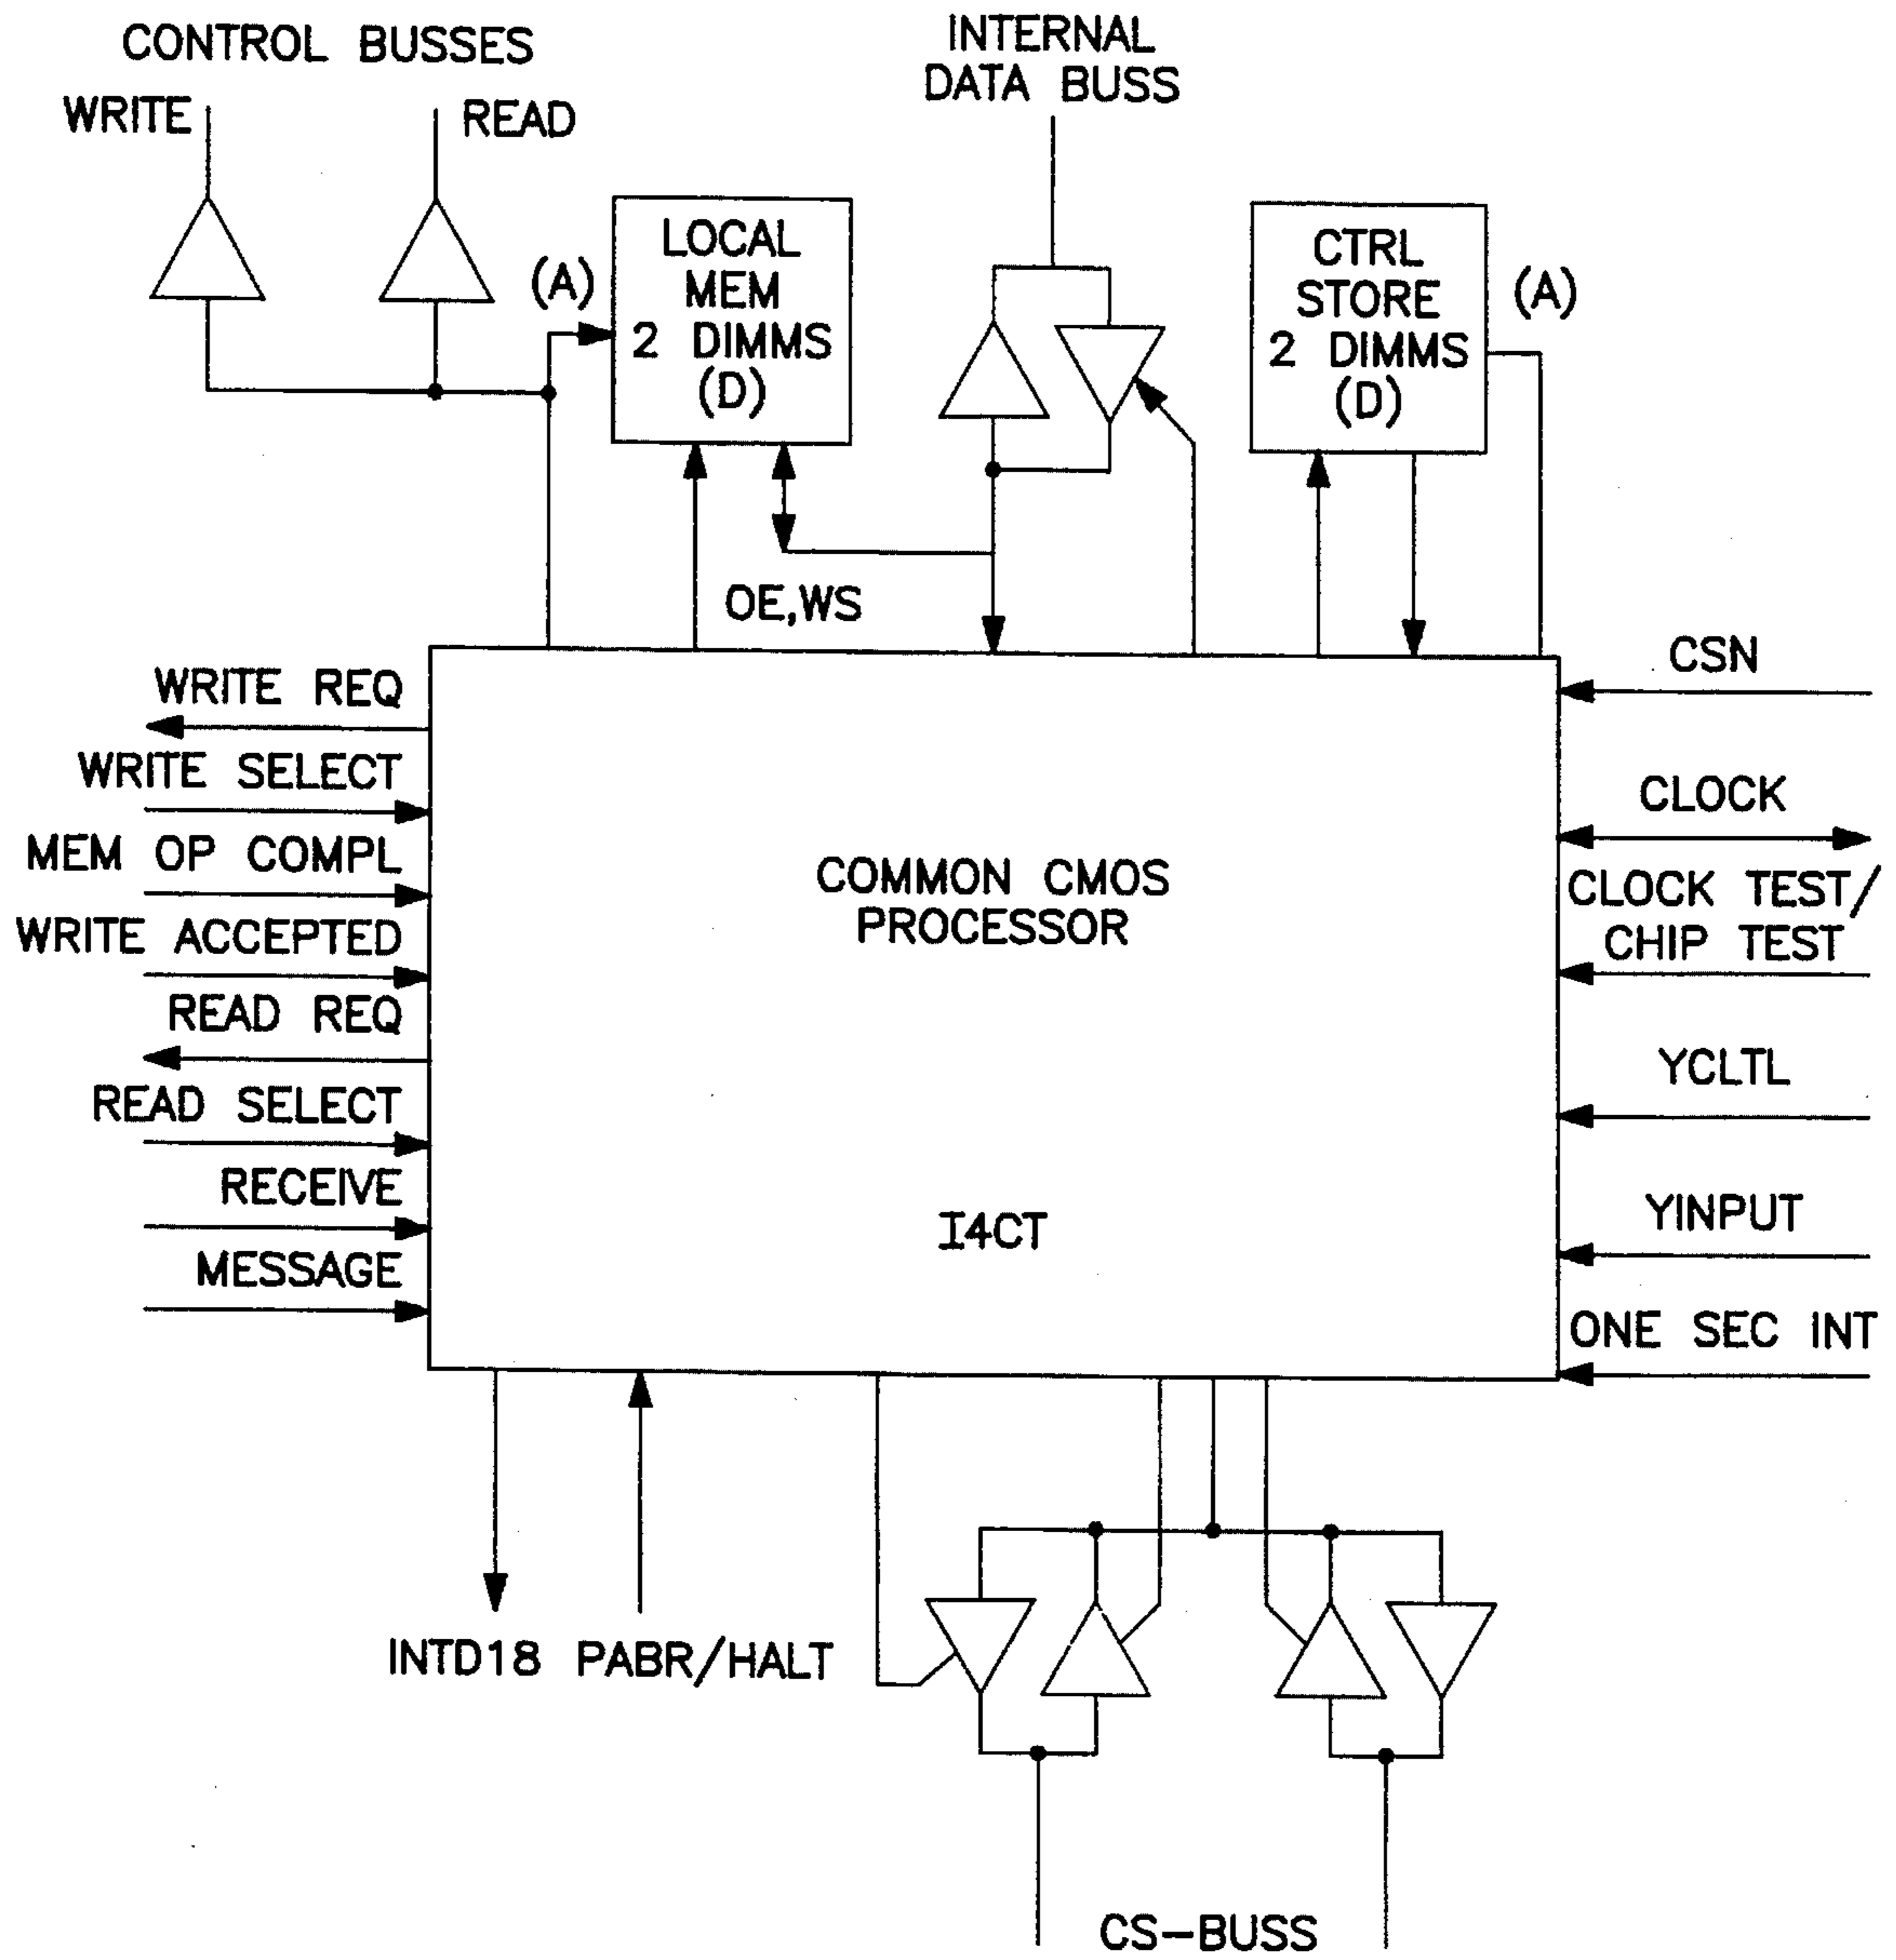 CONTROL BUSSES
WRITE
READ
INTERNAL
DATA BUSS
(A)
LOCAL
MEM
2 DIMMS
(D)
CTRL
STORE
2 DIMMS
(D)
(A)
OE,WS
WRITE REQ
WRITE SELECT
MEM OP COMPL
WRITE ACCEPTED
READ REQ
READ SELECT
RECEIVE
MESSAGE
COMMON CMOS
PROCESSOR
I4CT
CSN
CLOCK
CLOCK TEST/
CHIP TEST
YCLTL
YINPUT
ONE SEC INT
INTD18 PABR/HALT
CS-BUSS